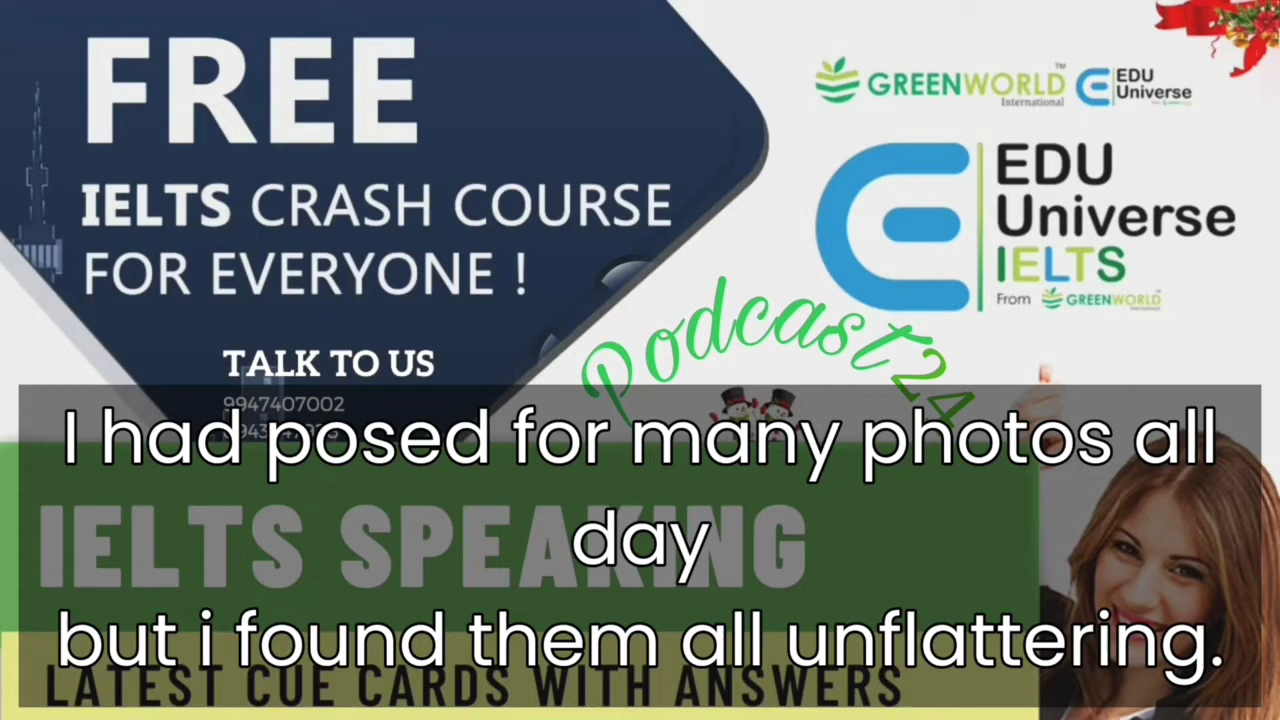 FREE
IELTS CRASH COURSE
FOR EVERYONE !
TALK TO US
9947407002
GREENWORLD™
International
EDU
Universe
EDU
Universe
IELTS
From GREENWORLD
Podcast24
I had posed for many photos all
day
but i found them all unflattering.
IELTS SPEAKING
LATEST CUE CARDS WITH ANSWERS